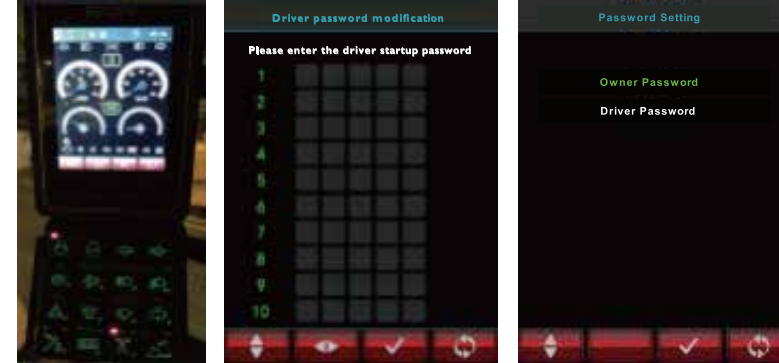 Driver password modification
Please enter the driver startup password
1
2
3
4
5
6
7
8
9
10
Password Setting
Owner Password
Driver Password